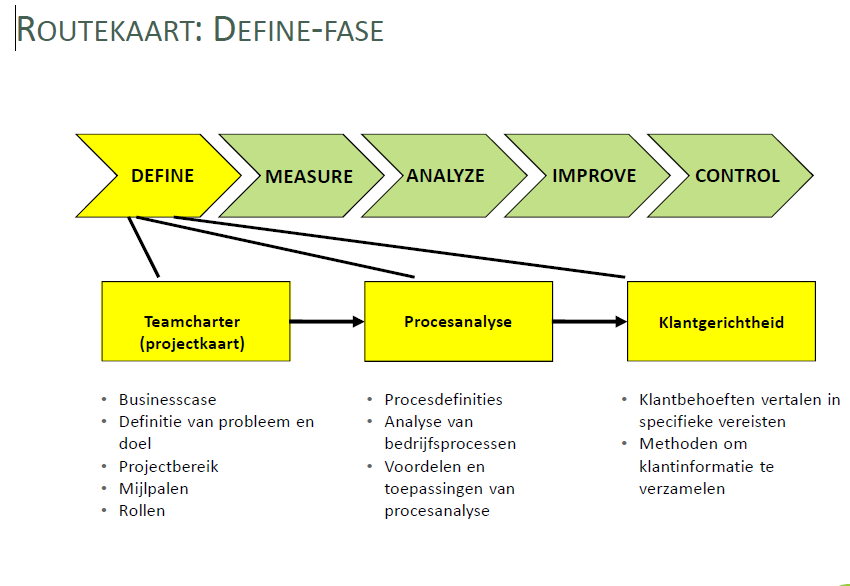 ROUTEKAART: DEFINE-FASE
DEFINE
MEASURE
ANALYZE
IMPROVE
CONTROL
Teamcharter
(projectkaart)
Procesanalyse
Klantgerichtheid
• Businesscase
• Definitie van probleem en
doel
• Projectbereik
• Mijlpalen
• Rollen
• Procesdefinities
• Analyse van
bedrijfsprocessen
• Voordelen en
toepassingen van
procesanalyse
• Klantbehoeften vertalen in
specifieke vereisten
• Methoden om
klantinformatie te
verzamelen